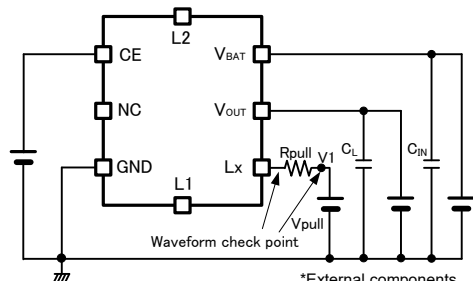 L2
CE
VBAT
NC
VOUT
GND
Lx
Rpull
V1
CL
CIN
L1
Vpull
Waveform check point
*External components